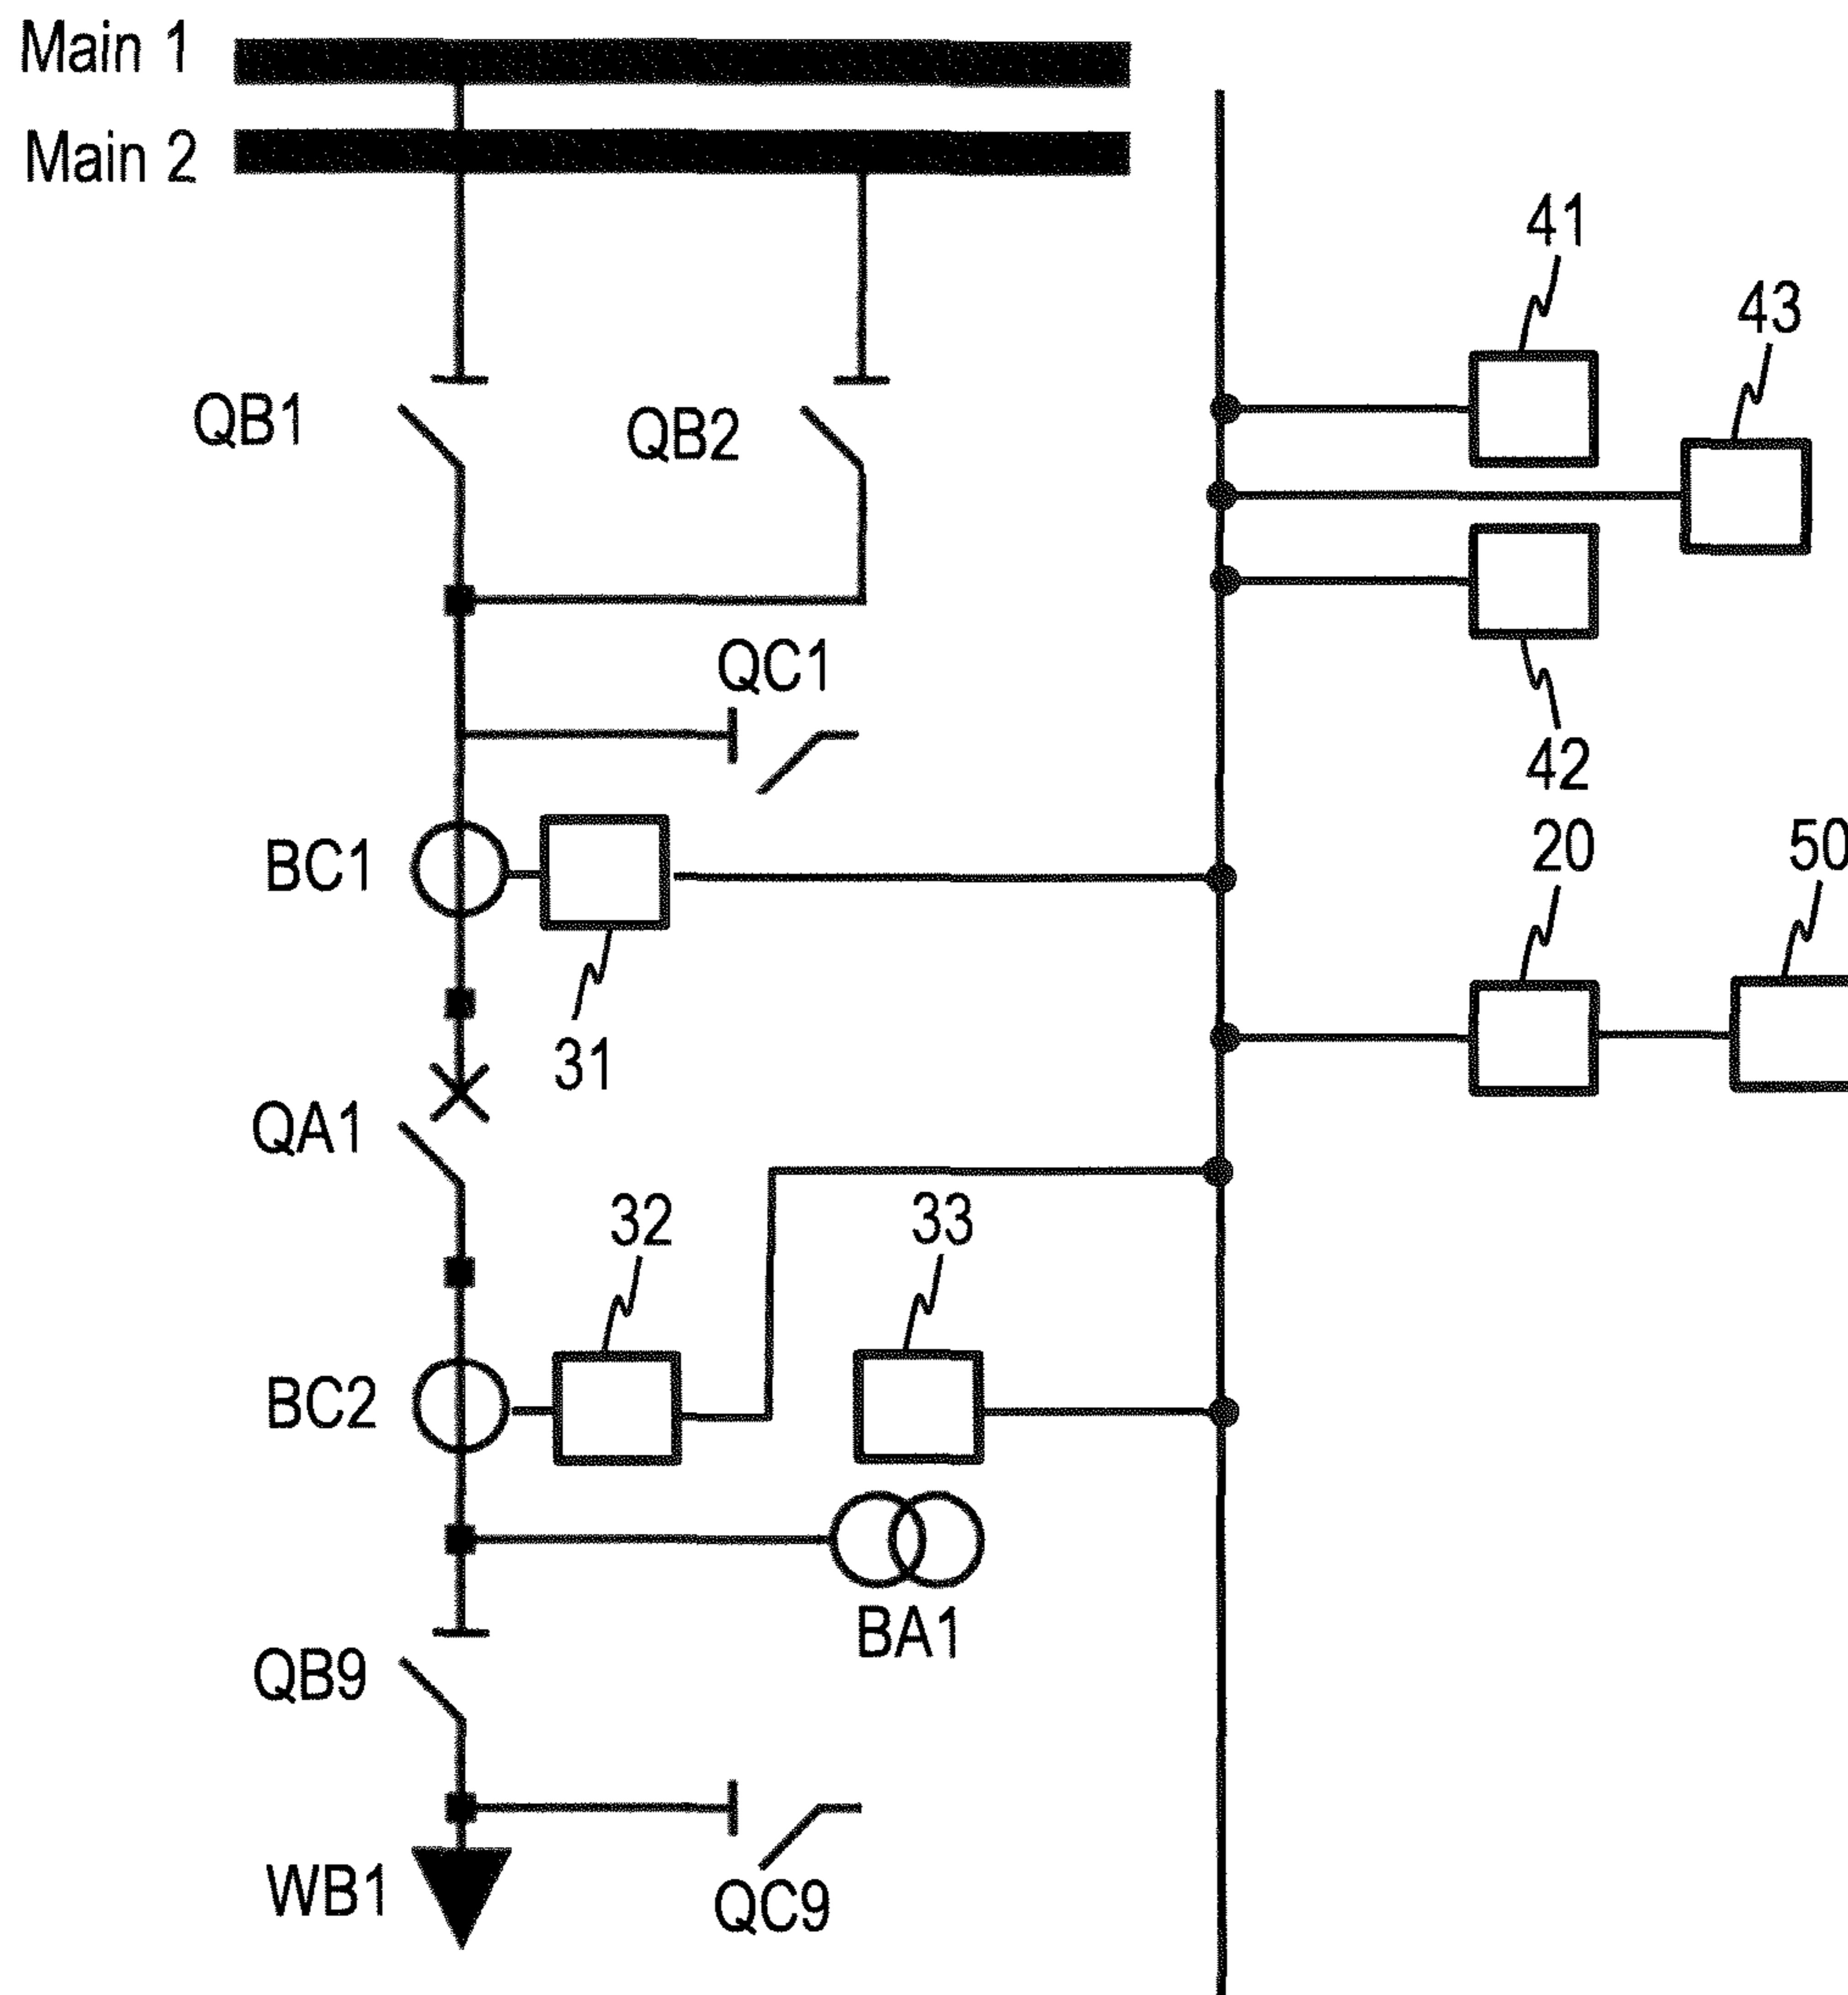 Main 1
Main 2
41
43
QB1
QB2
QC1
42
BC1
20
50
31
QA1
32
33
BC2
BA1
QB9
WB1
QC9